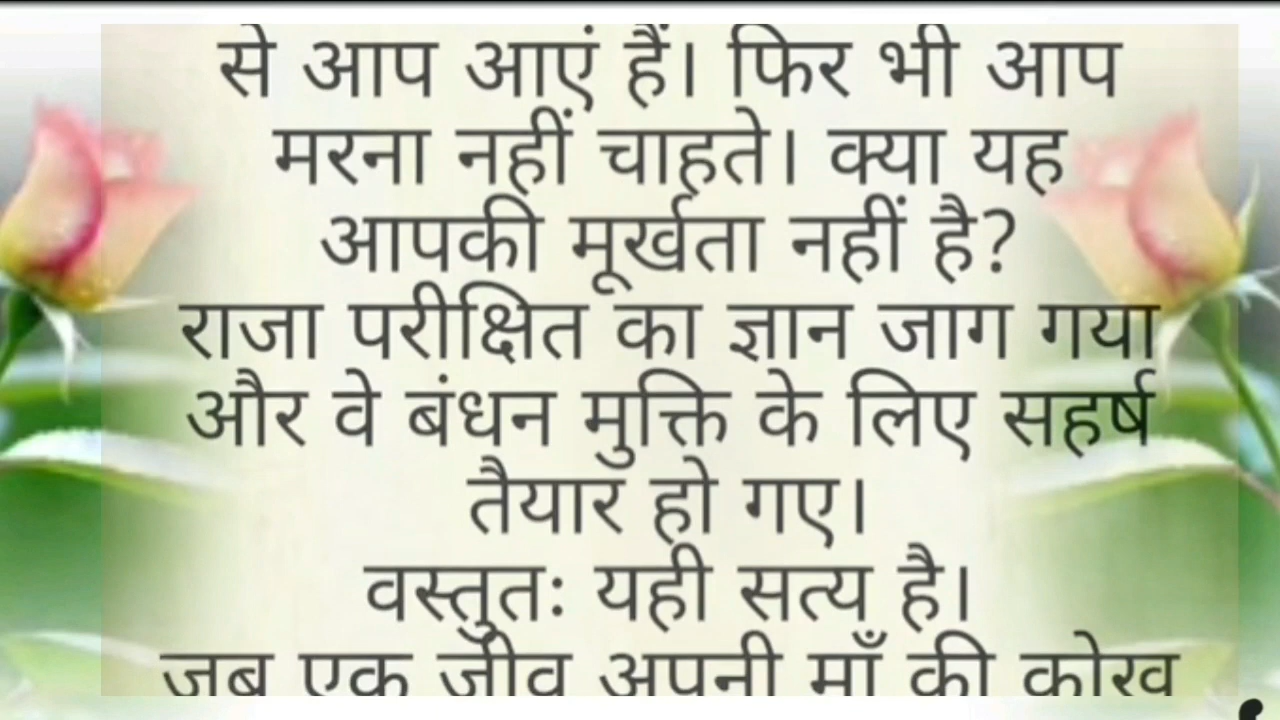 से आप आएं हैं। फिर भी आप
मरना नहीं चाहते। क्या यह
आपकी मूर्खता नहीं है?
राजा परीक्षित का ज्ञान जाग गया
और वे बंधन मुक्ति के लिए सहर्ष
तैयार हो गए।
वस्तुतः यही सत्य है।
जब एक जीव अपनी माँ की कोख